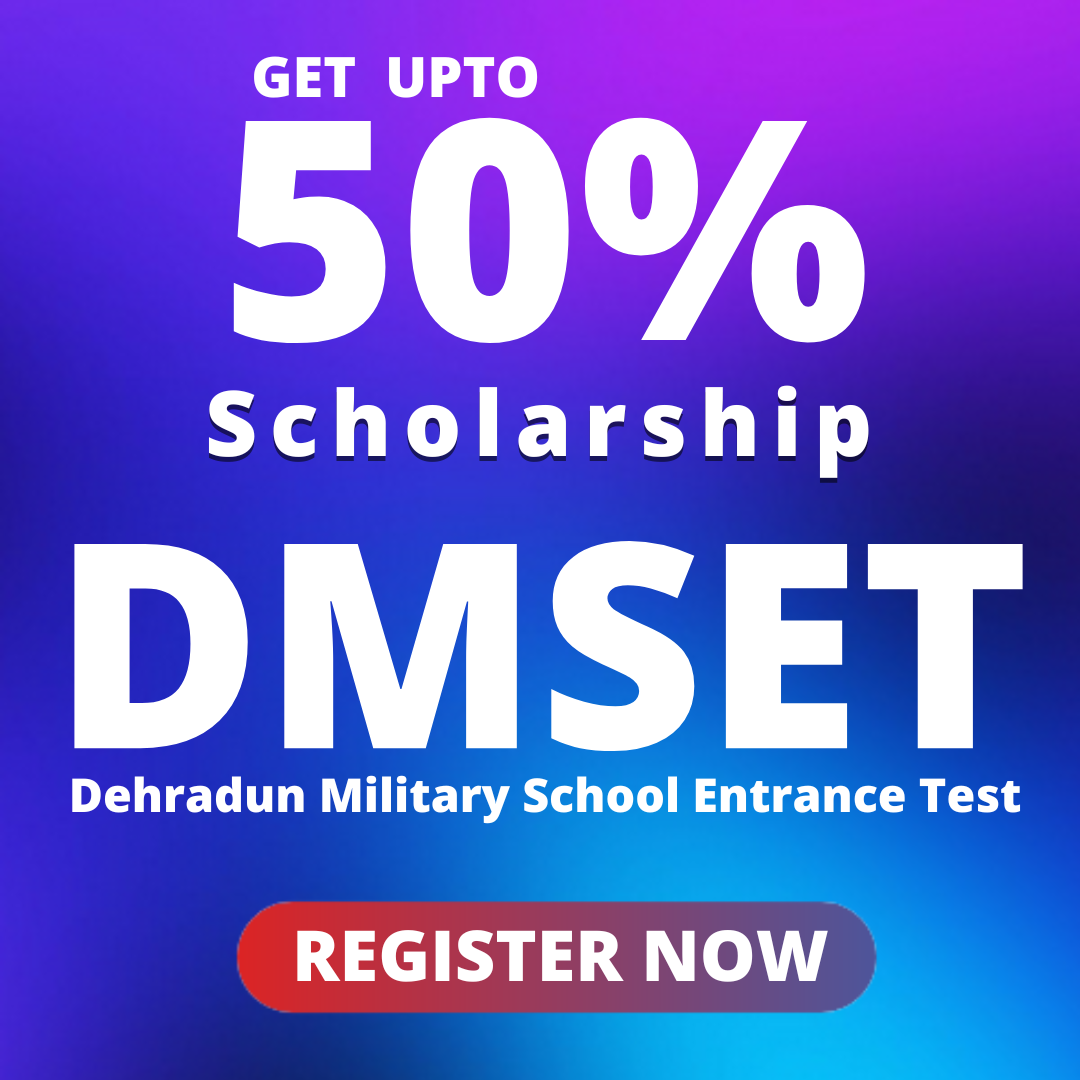 GET UPTO
50%
Scholarship
DMSET
Dehradun Military School Entrance Test
REGISTER NOW